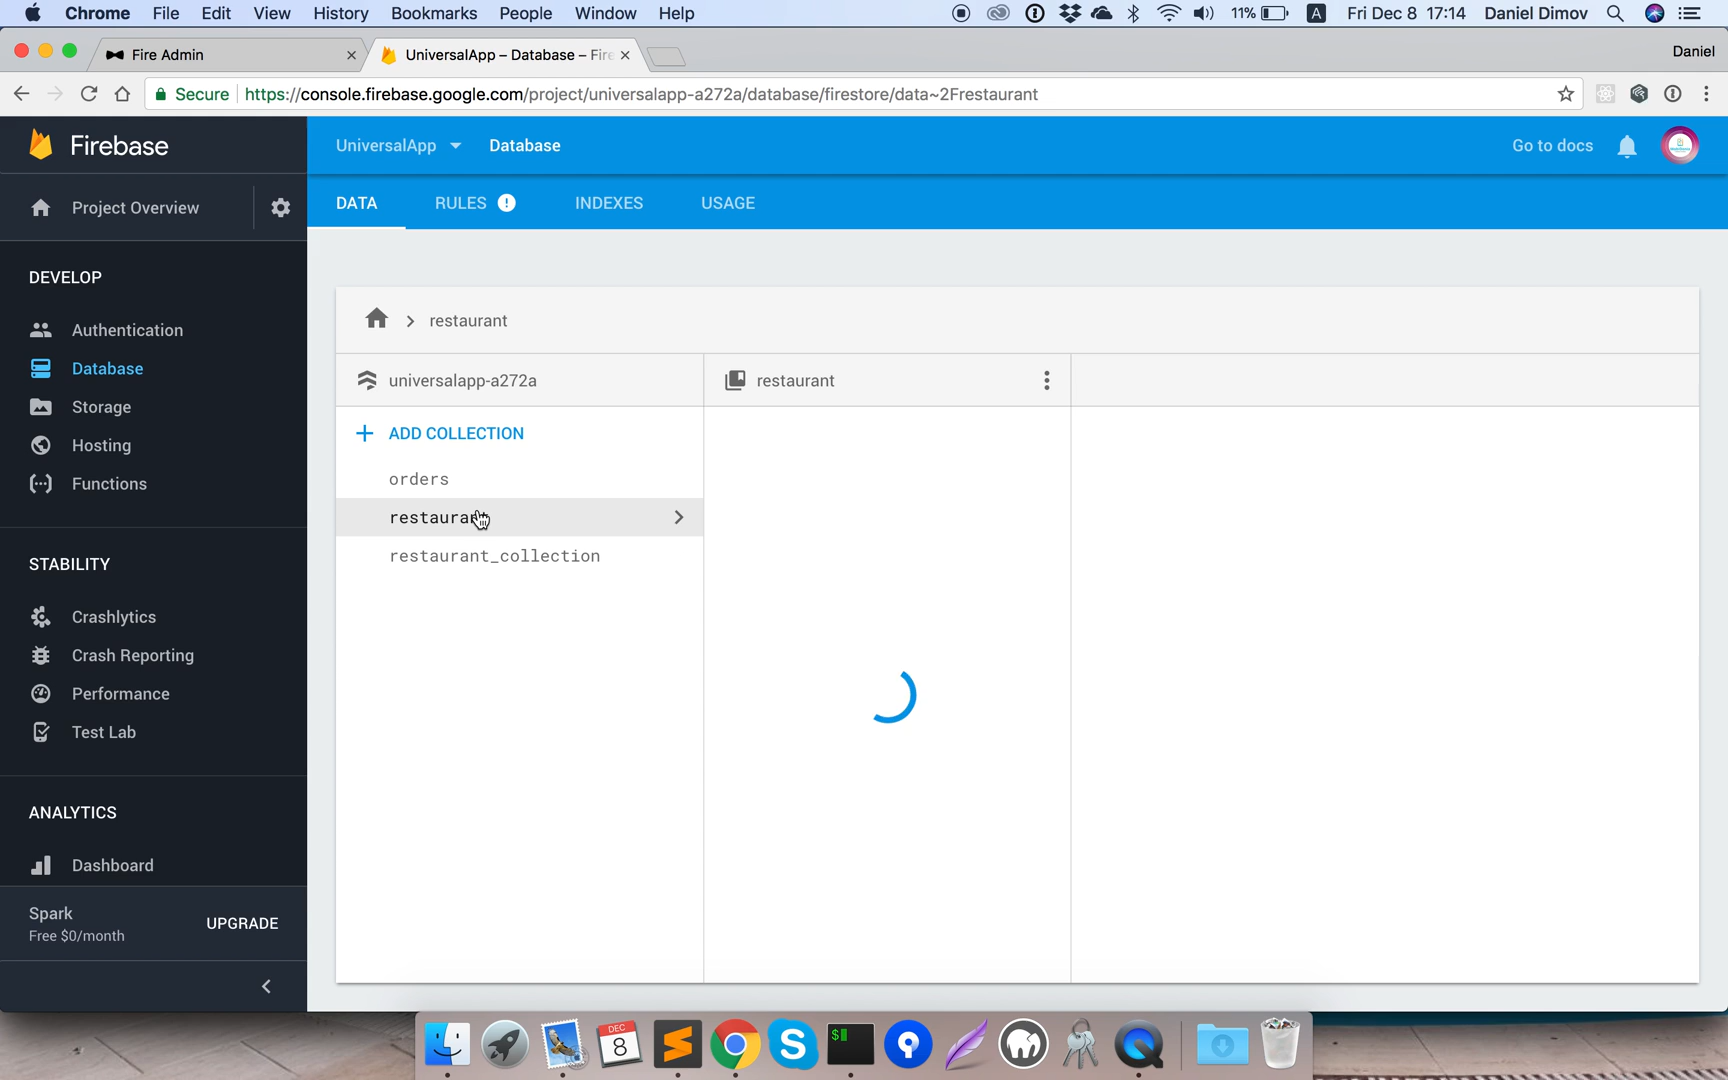 Chrome File Edit View History Bookmarks People Window Help 11% A Fri Dec 8 17:14 Daniel Dimov
Fire Admin UniversalApp – Database – Fire Daniel
Secure https://console.firebase.google.com/project/universalapp-a272a/database/firestore/data~2Frestaurant
Firebase
UniversalApp Database Go to docs
Project Overview
DATA RULES INDEXES USAGE
DEVELOP
Authentication
Database
Storage
Hosting
Functions
STABILITY
Crashlytics
Crash Reporting
Performance
Test Lab
ANALYTICS
Dashboard
Spark
Free $0/month
UPGRADE
restaurant
universalapp-a272a restaurant
ADD COLLECTION
orders
restaurant
restaurant_collection
DEC
8
$